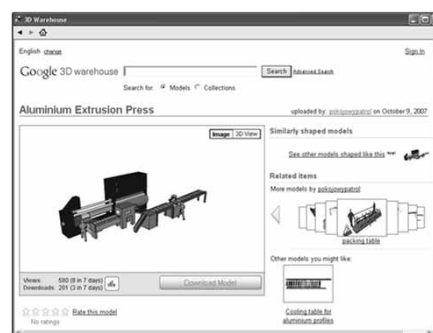 3D Warehouse
English change
Sign In
Google 3D warehouse
Search
Advanced Search
Search for: Models Collections
Aluminium Extrusion Press
uploaded by: pokojowypatrol on October 9, 2007
Image 3D View
Similarly shaped models
See other models shaped like this
Related items
More models by pokojowypatrol:
packing table
Views: 580 (8 in 7 days)
Downloads: 201 (3 in 7 days)
Download Model
Other models you might like:
Cooling table for
aluminium profiles
Rate this model
No ratings